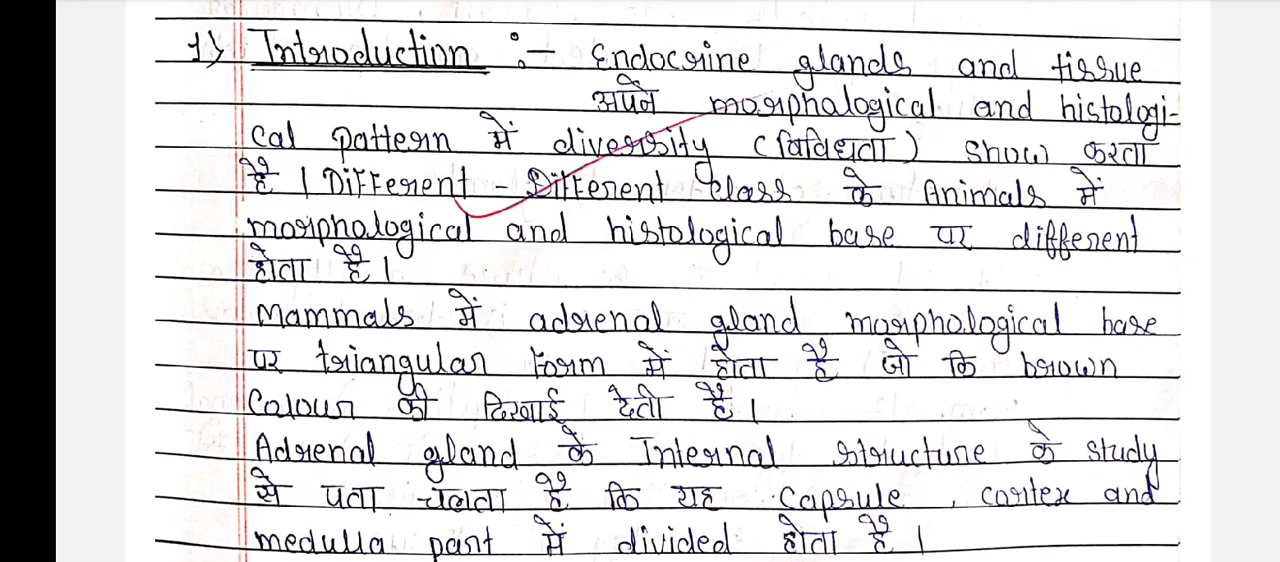 1) Introduction :- Endocrine glands and tissue
अपने morphalogical and histologi-
cal pattern में diversity (विविधता) show करता
है । Different - Different class के Animals में
morphological and histological base पर different
होता है ।
Mammals में adrenal gland morphological base
पर triangular form में होता है जो कि brown
Colour की दिखाई देती है ।
Adrenal gland के Internal structure के study
से पता चलता है कि यह Capsule , cortex and
medulla part में divided होता है ।